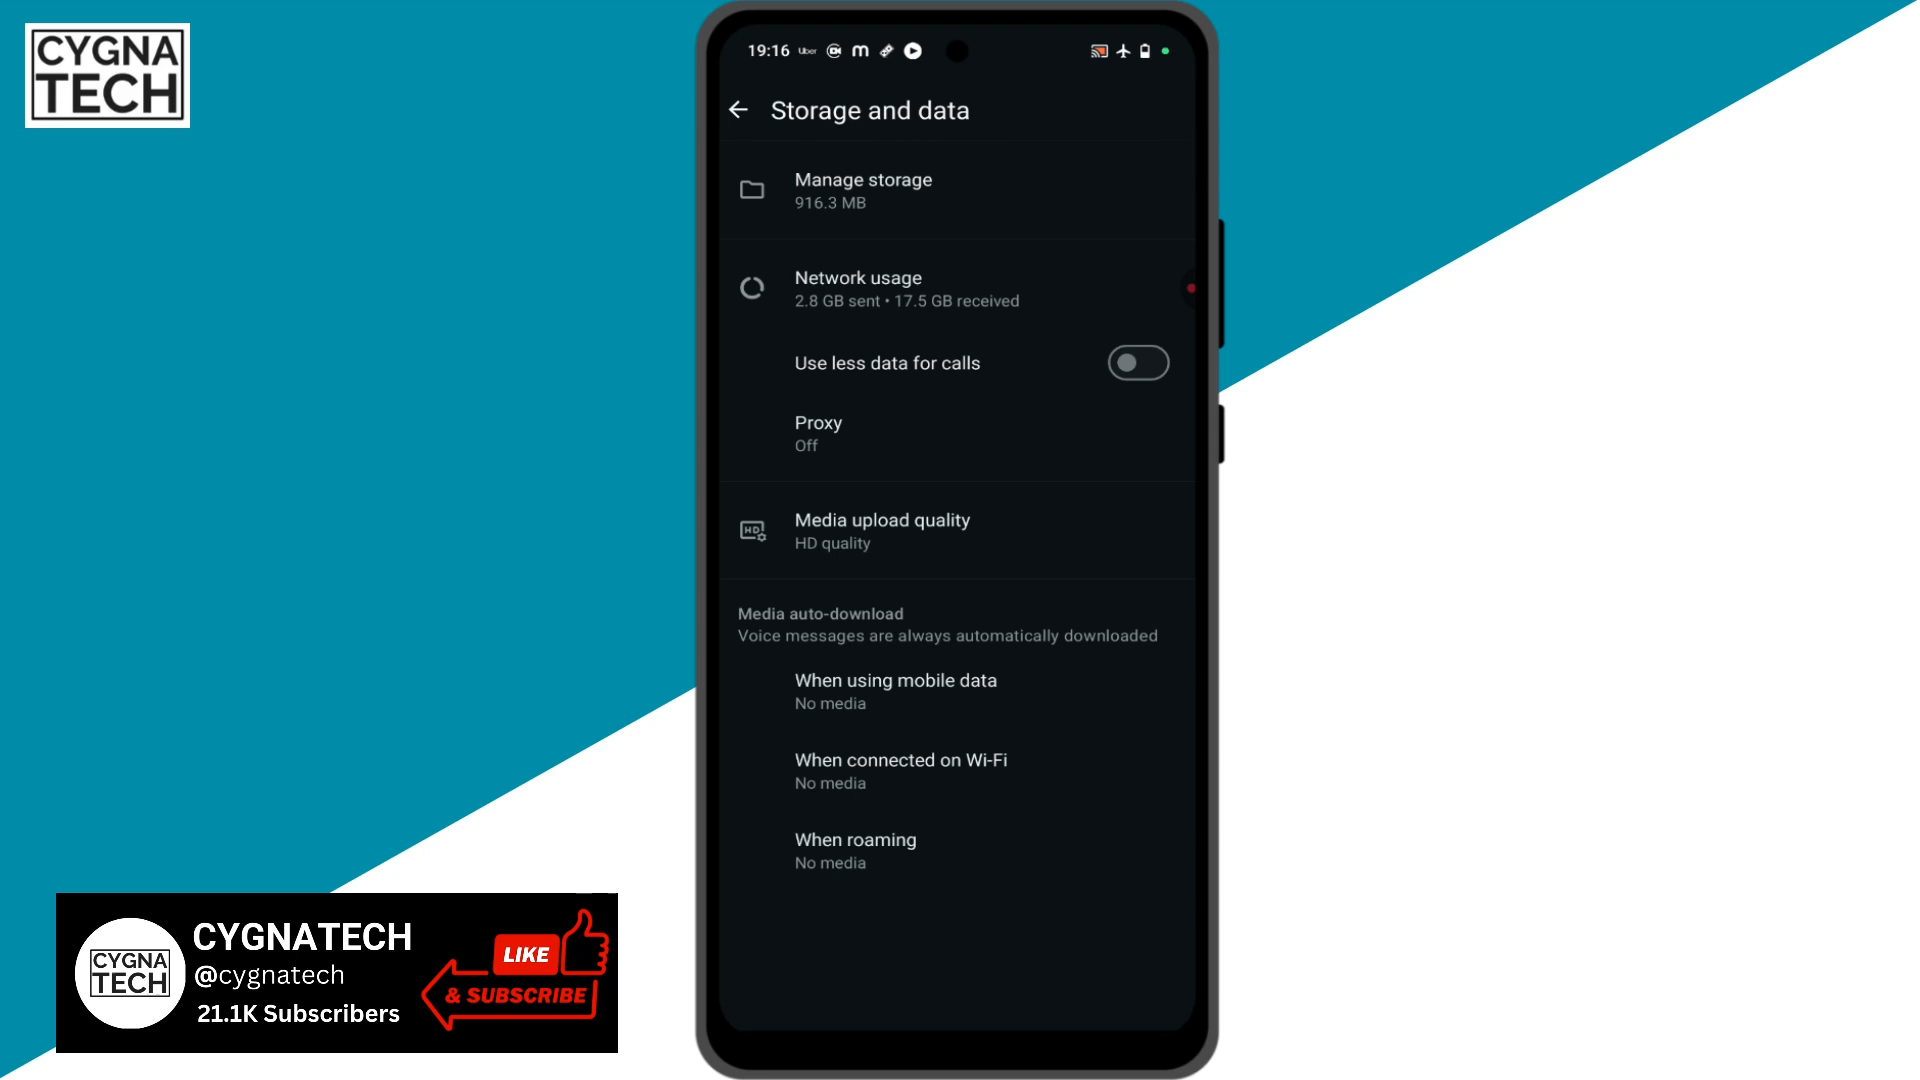 CYGNA
TECH
19:16 Uber
Storage and data
Manage storage
916.3 MB
Network usage
2.8 GB sent • 17.5 GB received
Use less data for calls
Proxy
Off
HD
Media upload quality
HD quality
Media auto-download
Voice messages are always automatically downloaded
When using mobile data
No media
When connected on Wi-Fi
No media
When roaming
No media
CYGNA
TECH
CYGNATECH
@cygnatech
21.1K Subscribers
LIKE
& SUBSCRIBE